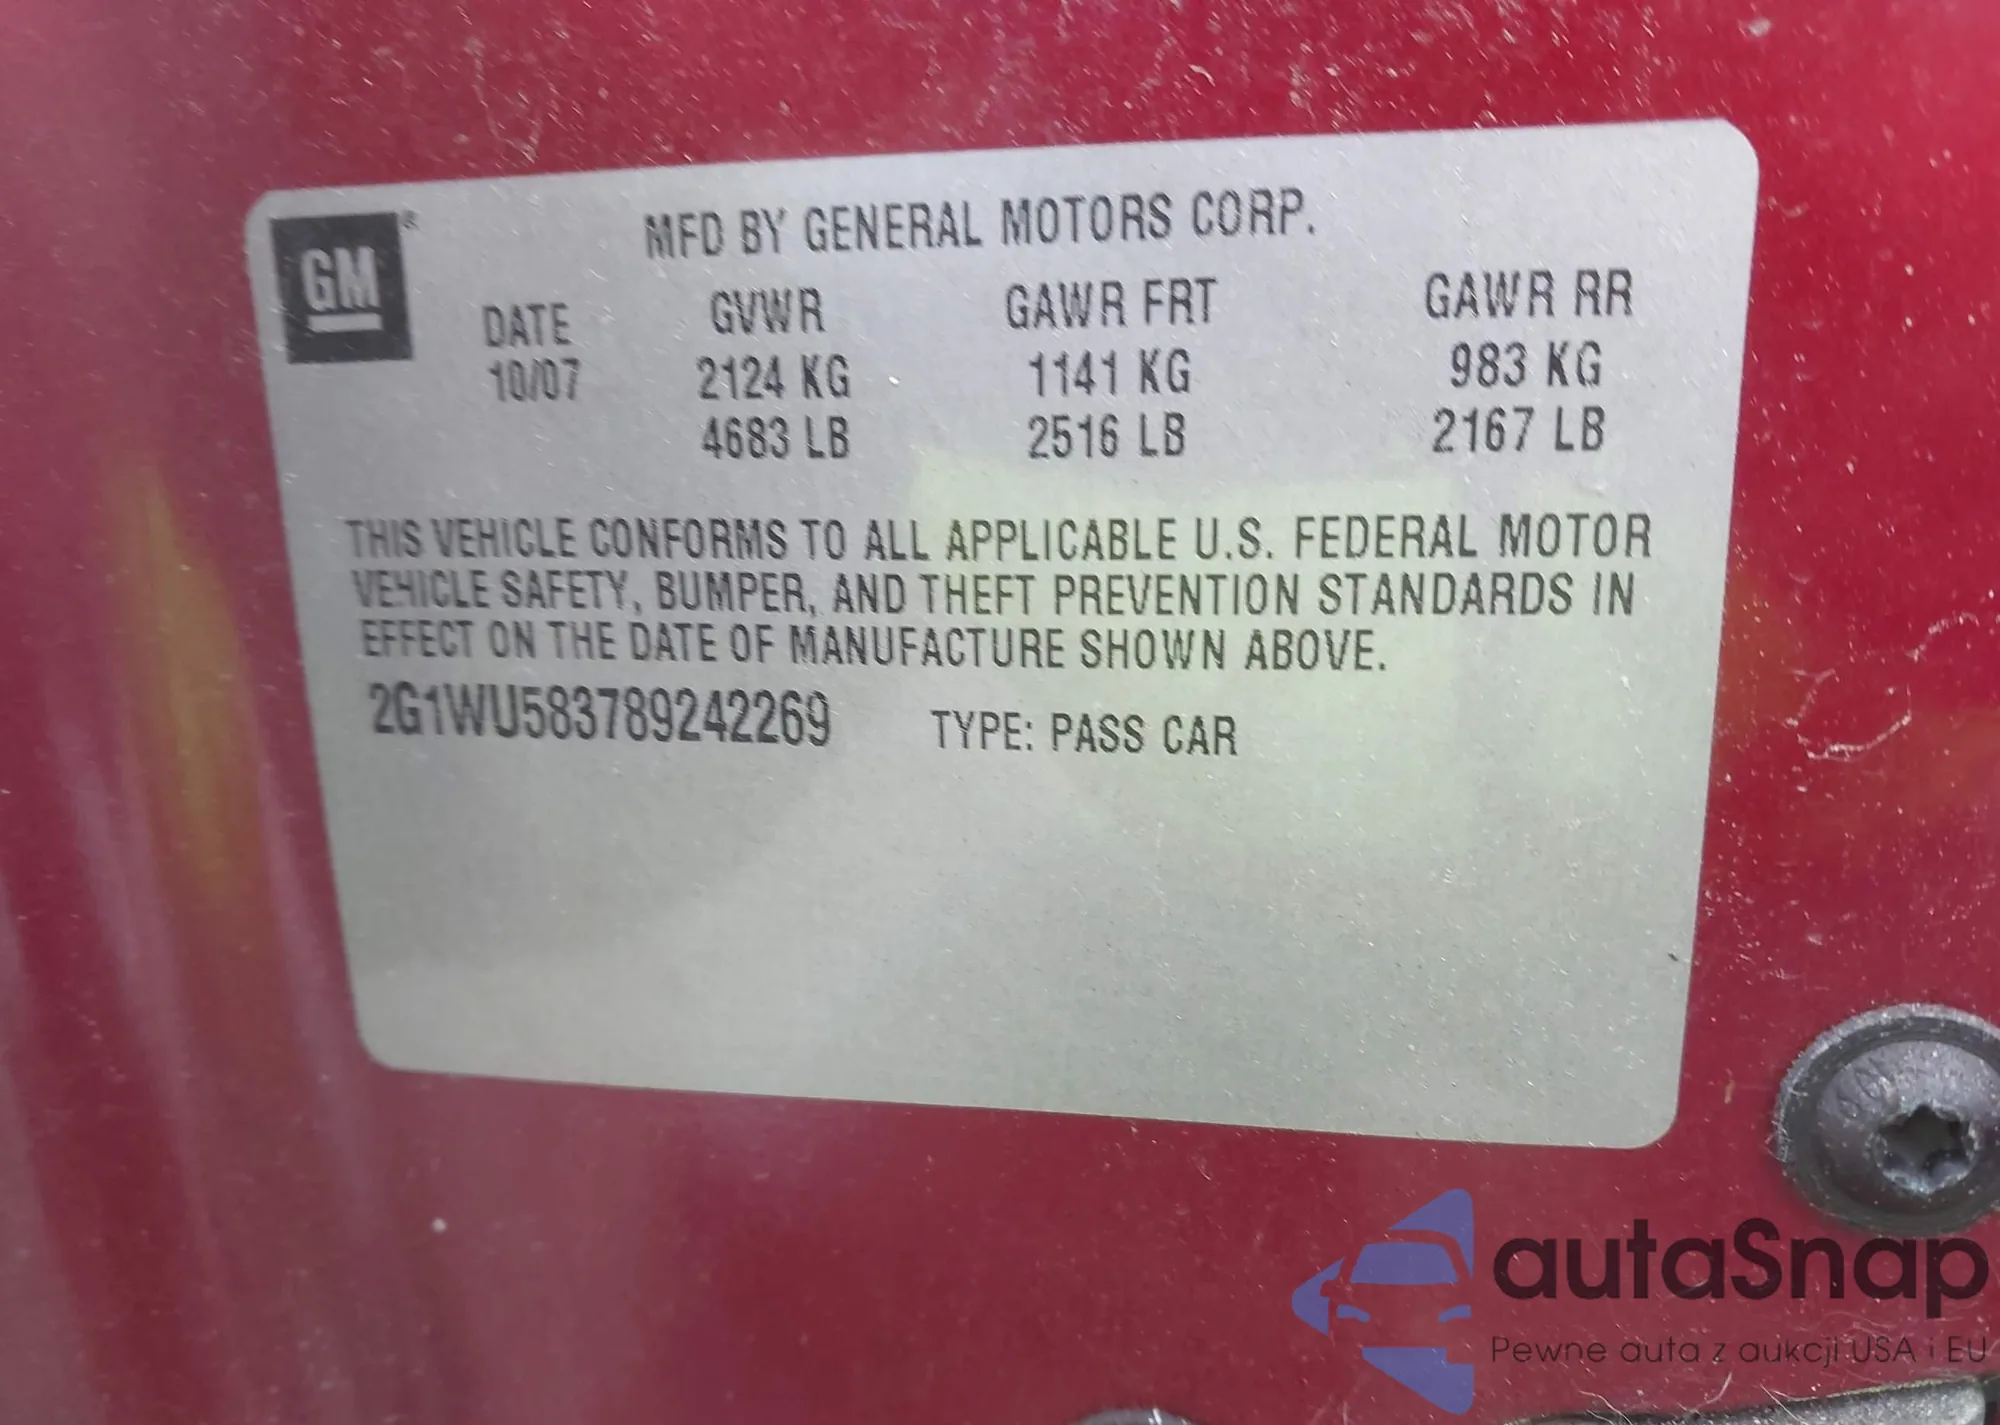 GM®
MFD BY GENERAL MOTORS CORP.
DATE GVWR GAWR FRT GAWR RR
10/07 2124 KG 1141 KG 983 KG
4683 LB 2516 LB 2167 LB
THIS VEHICLE CONFORMS TO ALL APPLICABLE U.S. FEDERAL MOTOR
VEHICLE SAFETY, BUMPER, AND THEFT PREVENTION STANDARDS IN
EFFECT ON THE DATE OF MANUFACTURE SHOWN ABOVE.
2G1WU583789242269 TYPE: PASS CAR
autaSnap
Pewne auta z aukcji USA i EU